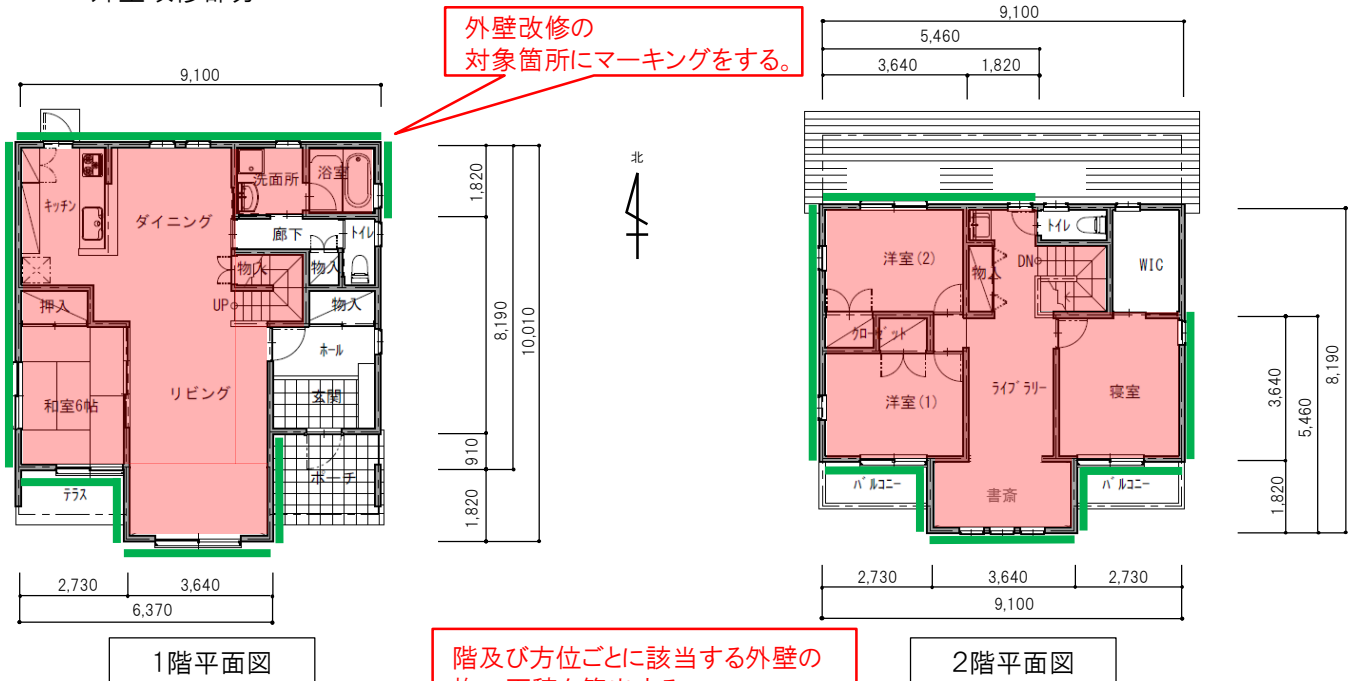 外壁改修の
対象箇所にマーキングをする。
9,100
5,460
3,640
1,820
9,100
キッチン
ダイニング
洗面所
浴室
廊下
トイレ
物入
物入
押入
UP
物入
ホール
リビング
和室6帖
玄関
テラス
ポーチ
1,820
8,190
10,010
910
1,820
2,730
3,640
6,370
1階平面図
北
洋室(2)
トイレ
DN
物入
WIC
クローゼット
洋室(1)
ライブラリー
寝室
バルコニー
書斎
バルコニー
3,640
5,460
8,190
1,820
2,730
3,640
2,730
9,100
2階平面図
階及び方位ごとに該当する外壁の